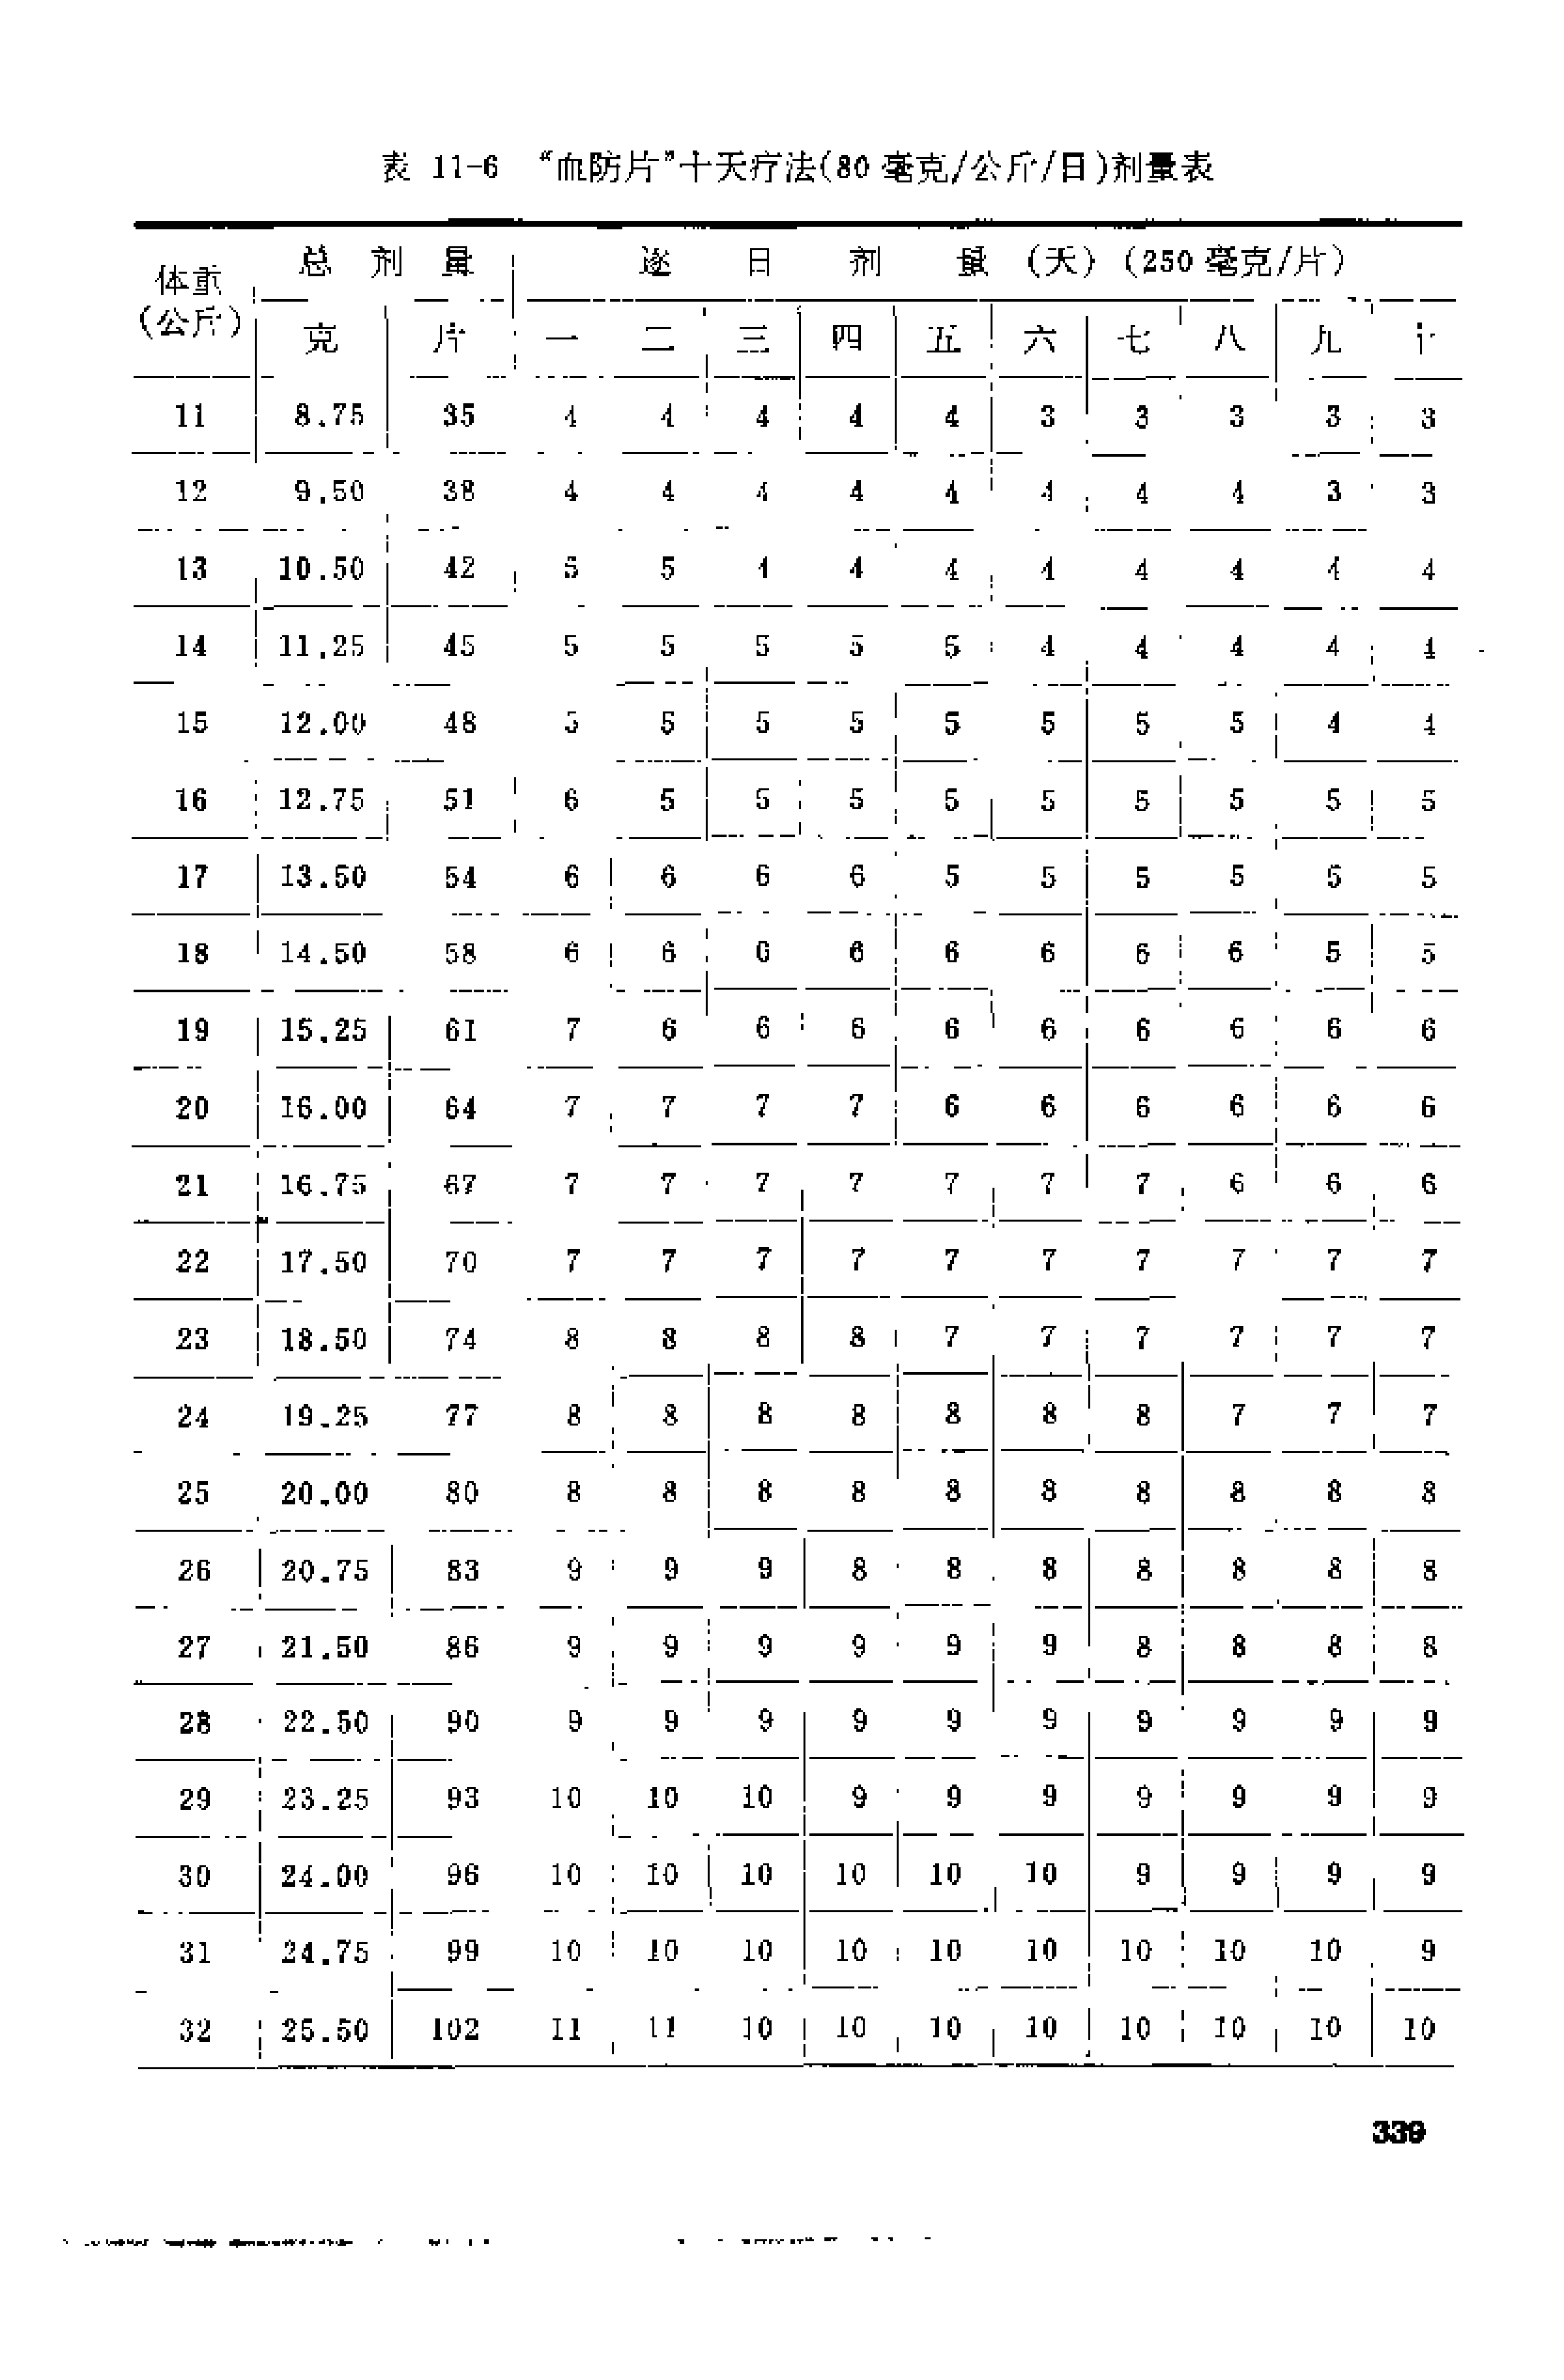 表 11-6 “血防片”十天疗法(80 毫克/公斤/日)剂量表
体重(公斤) 总剂量 逐日剂量(天)(250 毫克/片)
克 片 一 二 三 四 五 六 七 八 九 十
11 8.75 35 4 4 4 4 4 3 3 3 3 3
12 9.50 38 4 4 4 4 4 4 4 4 3 3
13 10.50 42 5 5 4 4 4 4 4 4 4 4
14 11.25 45 5 5 5 5 5 4 4 4 4 4
15 12.00 48 5 5 5 5 5 5 5 5 4 4
16 12.75 51 6 5 5 5 5 5 5 5 5 5
17 13.50 54 6 6 6 6 5 5 5 5 5 5
18 14.50 58 6 6 6 6 6 6 6 6 5 5
19 15.25 61 7 6 6 6 6 6 6 6 6 6
20 16.00 64 7 7 7 7 6 6 6 6 6 6
21 16.75 67 7 7 7 7 7 7 7 6 6 6
22 17.50 70 7 7 7 7 7 7 7 7 7 7
23 18.50 74 8 8 8 8 7 7 7 7 7 7
24 19.25 77 8 8 8 8 8 8 8 7 7 7
25 20.00 80 8 8 8 8 8 8 8 8 8 8
26 20.75 83 9 9 9 8 8 8 8 8 8 8
27 21.50 86 9 9 9 9 9 9 8 8 8 8
28 22.50 90 9 9 9 9 9 9 9 9 9 9
29 23.25 93 10 10 10 9 9 9 9 9 9 9
30 24.00 96 10 10 10 10 10 10 9 9 9 9
31 24.75 99 10 10 10 10 10 10 10 10 10 9
32 25.50 102 11 11 10 10 10 10 10 10 10 10
339